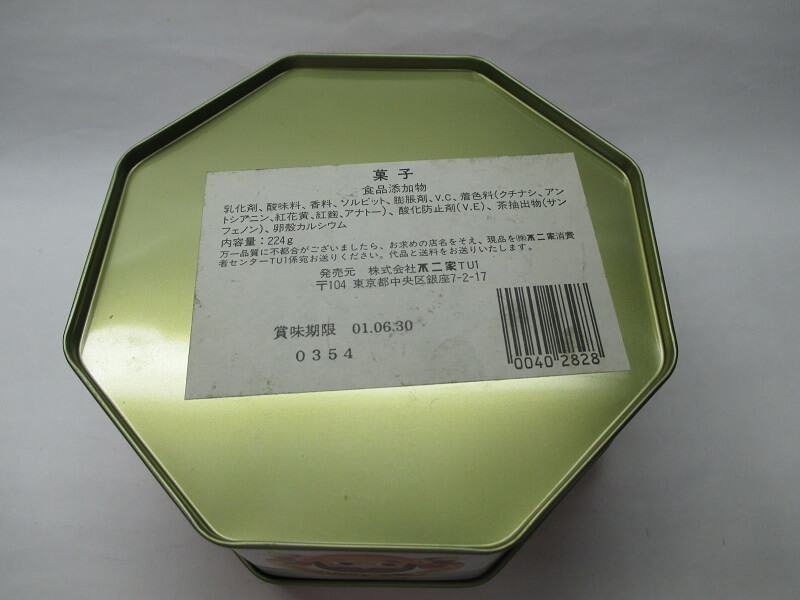 菓子
食品添加物
乳化剤、酸味料、香料、ソルビット、膨脹剤、V.C、着色料(クチナシ、アン
トシアニン、紅花黄、紅麹、アナトー)、酸化防止剤(V.E)、茶抽出物(サン
フェノン)、卵殻カルシウム
内容量：224g
万一品質に不都合がございましたら、お求めの店名をそえ、現品を㈱不二家消費
者センターTU1係宛お送りください。代品と送料をお送りいたします。
発売元 株式会社不二家TU1
〒104 東京都中央区銀座7-2-17
賞味期限 01.06.30
0354
0040 2828